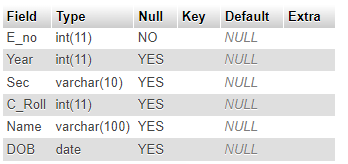 Field Type Null Key Default Extra
E_no int(11) NO NULL
Year int(11) YES NULL
Sec varchar(10) YES NULL
C_Roll int(11) YES NULL
Name varchar(100) YES NULL
DOB date YES NULL